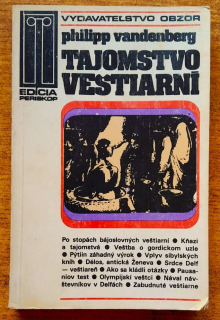 VYDAVATEĽSTVO OBZOR
philipp vandenberg
TAJOMSTVO
VEŠTIARNÍ
EDÍCIA
PERISKOP
Po stopách bájoslovných veštiarní ● Kňazi
a tajomstvá ● Veštba o gordickom uzle
● Pýtiin záhadný výrok ● Vplyv sibylských
kníh ● Délos, antická Ženeva ● Srdce Delf
— veštiareň ● Ako sa kládli otázky ● Pausa-
niov test ● Olympijskí veštci ● Nával náv-
števníkov v Delfách ● Zabudnuté veštiarne